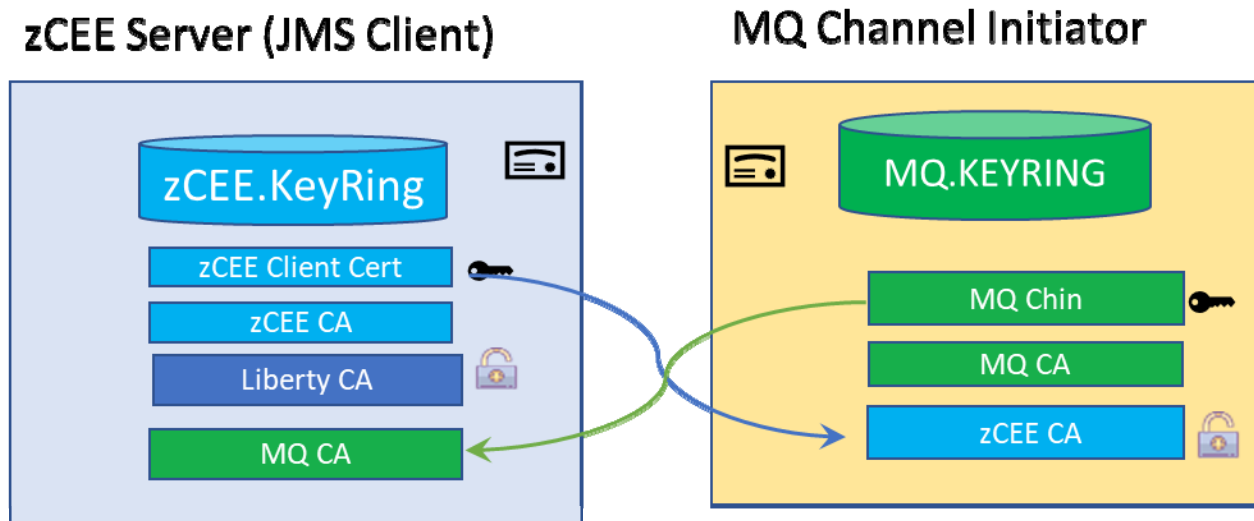 zCEE Server (JMS Client)
MQ Channel Initiator
zCEE.KeyRing
zCEE Client Cert
zCEE CA
Liberty CA
MQ CA
MQ.KEYRING
MQ Chin
MQ CA
zCEE CA